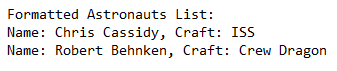 Formatted Astronauts List:
Name: Chris Cassidy, Craft: ISS
Name: Robert Behnken, Craft: Crew Dragon